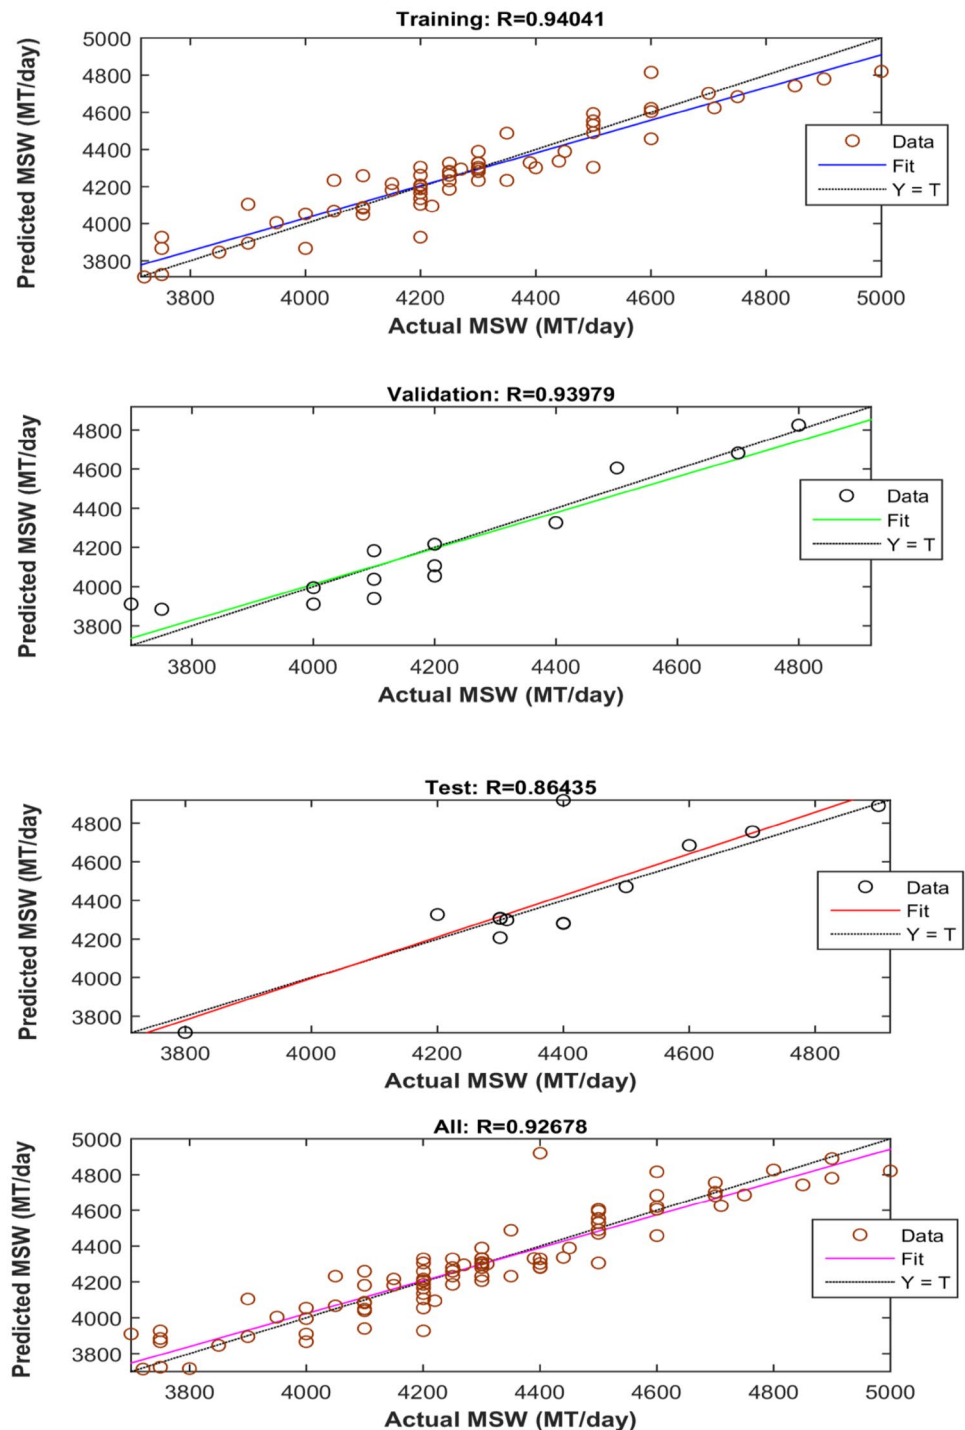 Training: R=0.94041
Predicted MSW (MT/day)
5000
4800
4600
4400
4200
4000
3800
Data
Fit
Y = T
3800 4000 4200 4400 4600 4800 5000
Actual MSW (MT/day)
Validation: R=0.93979
Predicted MSW (MT/day
4800
4600
4400
4200
4000
3800
Data
Fit
Y = T
3800 4000 4200 4400 4600 4800
Actual MSW (MT/day)
Test: R=0.86435
Predicted MSW (MT/day
4800
4600
4400
4200
4000
3800
Data
Fit
Y = T
3800 4000 4200 4400 4600 4800
Actual MSW (MT/day)
All: R=0.92678
Predicted MSW (MT/day
5000
4800
4600
4400
4200
4000
3800
Data
Fit
Y = T
3800 4000 4200 4400 4600 4800 5000
Actual MSW (MT/day)